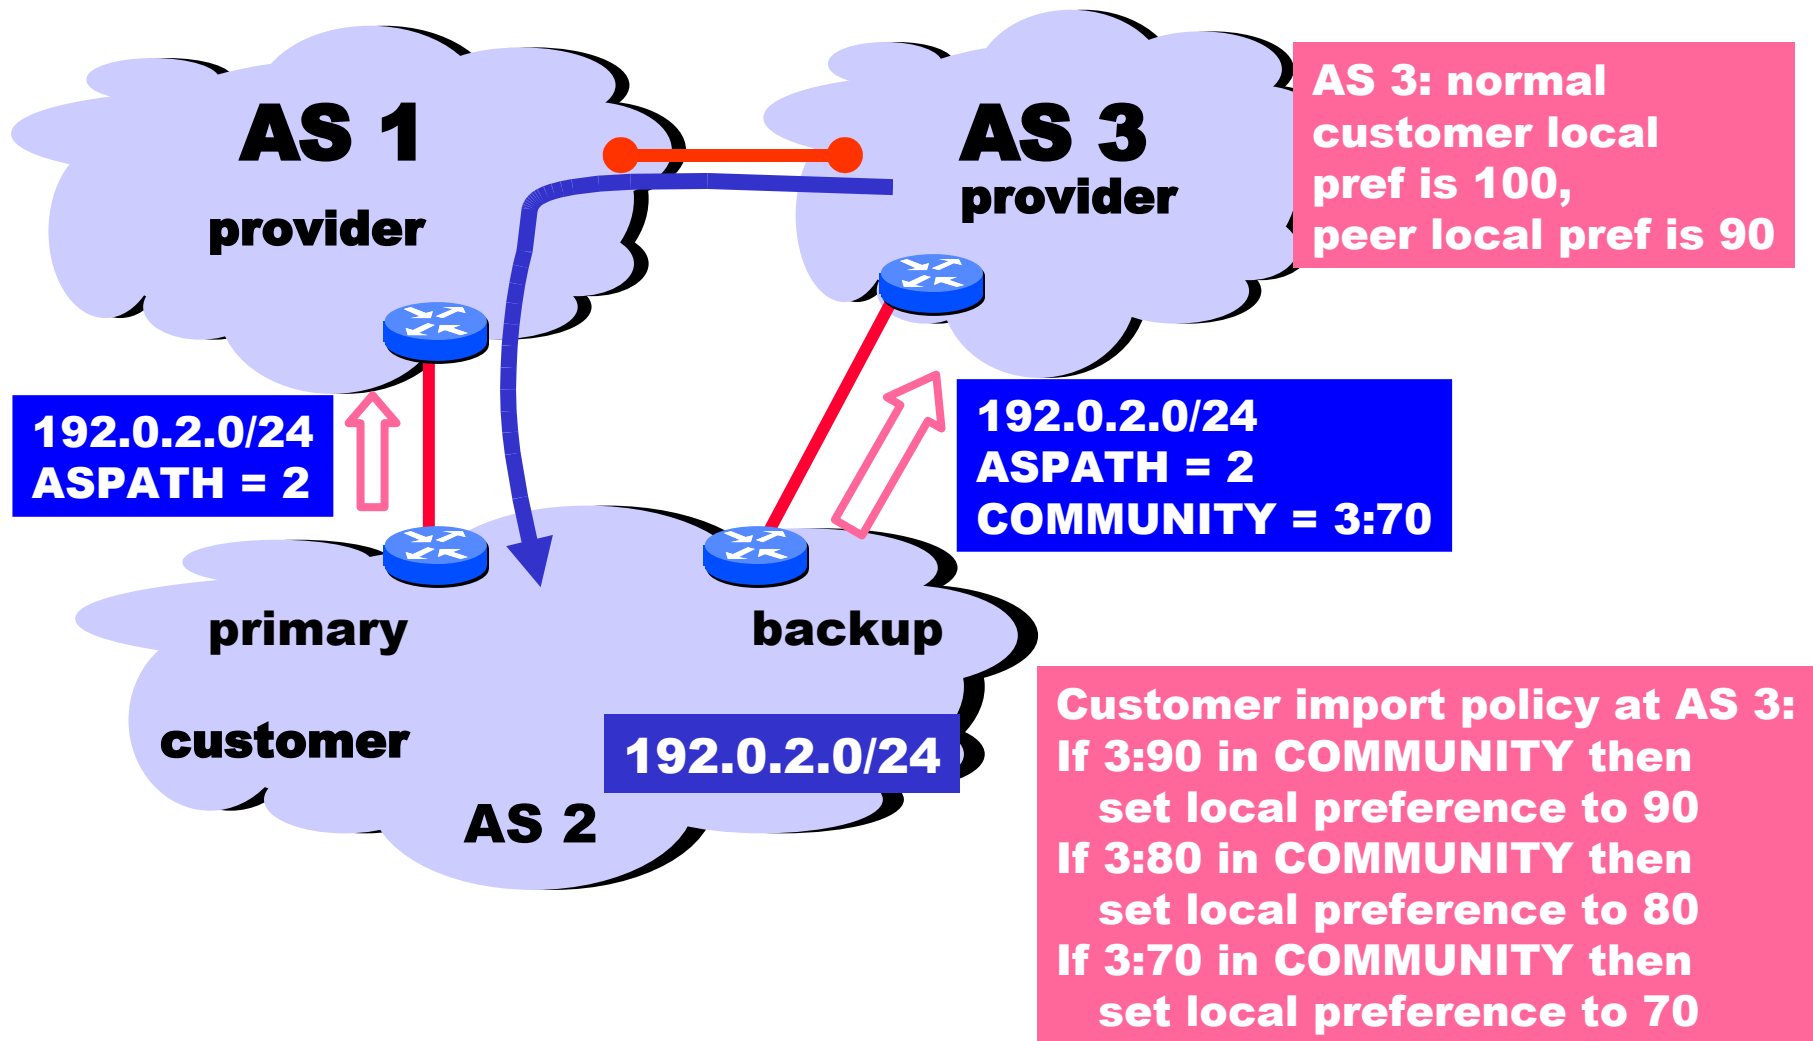 AS 1
provider
AS 3
provider
AS 3: normal
customer local
pref is 100,
peer local pref is 90
192.0.2.0/24
ASPATH = 2
192.0.2.0/24
ASPATH = 2
COMMUNITY = 3:70
primary
backup
customer
192.0.2.0/24
AS 2
Customer import policy at AS 3:
If 3:90 in COMMUNITY then
set local preference to 90
If 3:80 in COMMUNITY then
set local preference to 80
If 3:70 in COMMUNITY then
set local preference to 70